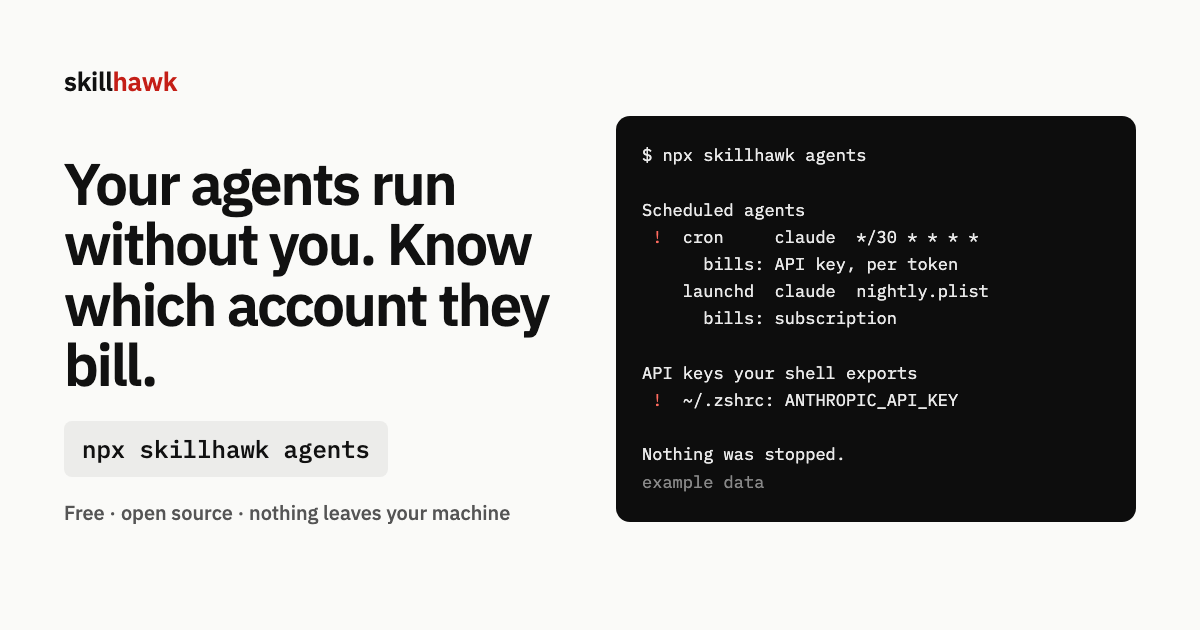 skillhawk
Your agents run
without you. Know
which account they
bill.
npx skillhawk agents
Free · open source · nothing leaves your machine
$ npx skillhawk agents
Scheduled agents
! cron claude */30 * * * *
bills: API key, per token
launchd claude nightly.plist
bills: subscription
API keys your shell exports
! ~/.zshrc: ANTHROPIC_API_KEY
Nothing was stopped.
example data